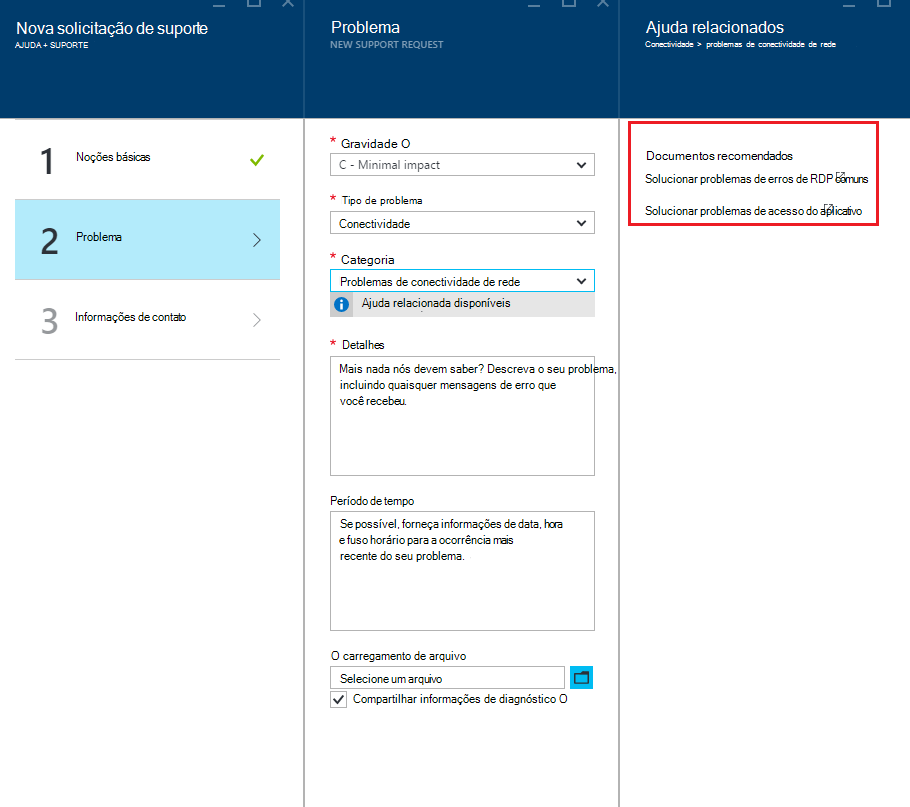 Nova solicitação de suporte
AJUDA + SUPORTE
1
Noções básicas
2
Problema
3
Informações de contato
Problema
NEW SUPPORT REQUEST
* Gravidade O
C - Minimal impact
* Tipo de problema
Conectividade
* Categoria
Problemas de conectividade de rede
Ajuda relacionada disponíveis
* Detalhes
Mais nada nós devem saber? Descreva o seu problema,
incluindo quaisquer mensagens de erro que
você recebeu.
Período de tempo
Se possível, forneça informações de data, hora
e fuso horário para a ocorrência mais
recente do seu problema.
O carregamento de arquivo
Selecione um arquivo
Compartilhar informações de diagnóstico O
Ajuda relacionados
Conectividade > problemas de conectividade de rede
Documentos recomendados
Solucionar problemas de erros de RDP comuns
Solucionar problemas de acesso do aplicativo